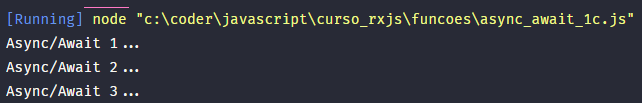 [Running] node "c:\coder\javascript\curso_rxjs\funcoes\async_await_1c.js"
Async/Await 1...
Async/Await 2...
Async/Await 3...